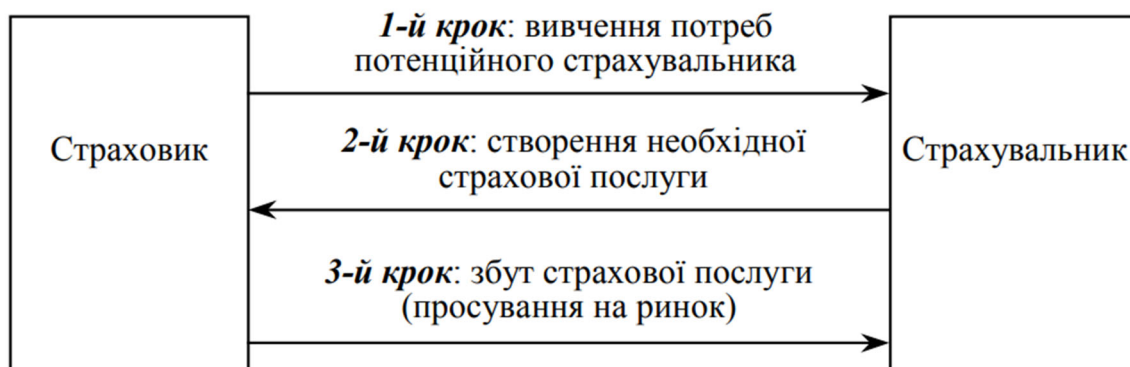 1-й крок: вивчення потреб
потенційного страхувальника
Страховик
2-й крок: створення необхідної
страхової послуги
Страхувальник
3-й крок: збут страхової послуги
(просування на ринок)